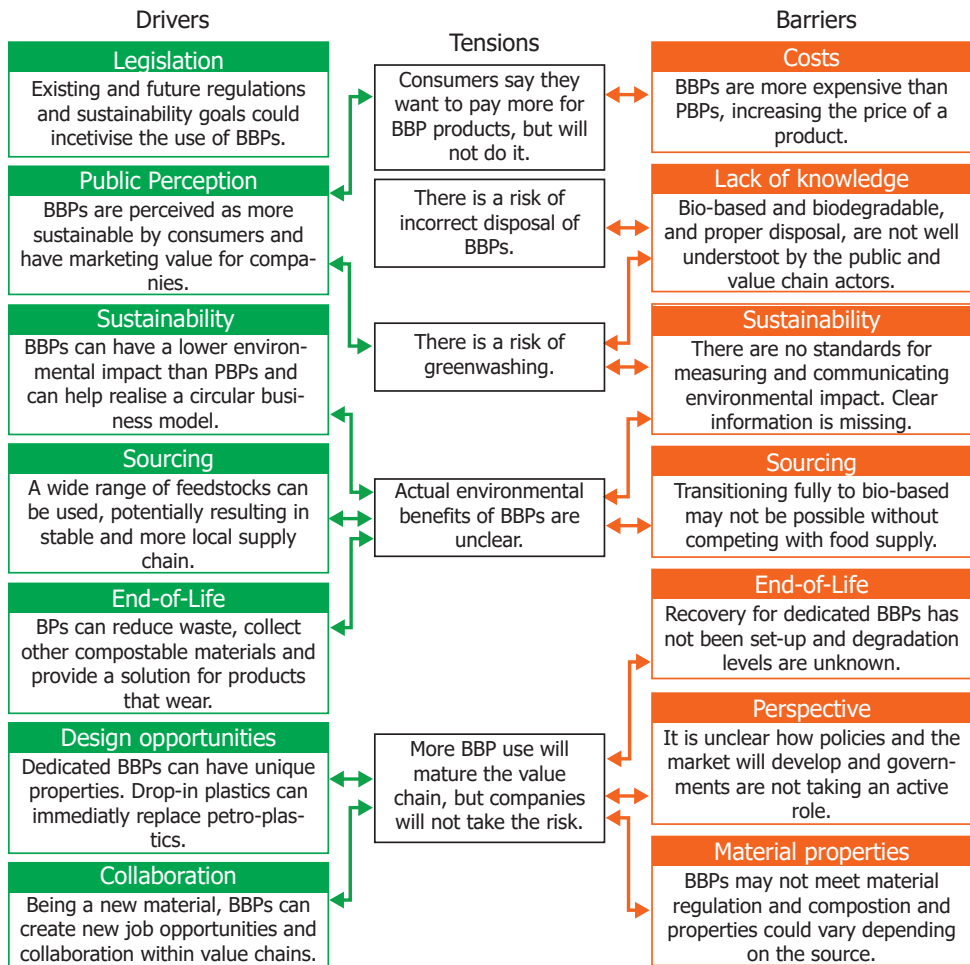 Drivers
Legislation
Existing and future regulations
and sustainability goals could
incetivise the use of BBPs.
Public Perception
BBPs are perceived as more
sustainable by consumers and
have marketing value for compa-
nies.
Sustainability
BBPs can have a lower environ-
mental impact than PBPs and
can help realise a circular busi-
ness model.
Sourcing
A wide range of feedstocks can
be used, potentially resulting in
stable and more local supply
chain.
End-of-Life
BPs can reduce waste, collect
other compostable materials and
provide a solution for products
that wear.
Design opportunities
Dedicated BBPs can have unique
properties. Drop-in plastics can
immediatly replace petro-plas-
tics.
Collaboration
Being a new material, BBPs can
create new job opportunities and
collaboration within value chains.
Tensions
Consumers say they
want to pay more for
BBP products, but will
not do it.
There is a risk of
incorrect disposal of
BBPs.
There is a risk of
greenwashing.
Actual environmental
benefits of BBPs are
unclear.
More BBP use will
mature the value
chain, but companies
will not take the risk.
Barriers
Costs
BBPs are more expensive than
PBPs, increasing the price of a
product.
Lack of knowledge
Bio-based and biodegradable,
and proper disposal, are not well
understoot by the public and
value chain actors.
Sustainability
There are no standards for
measuring and communicating
environmental impact. Clear
information is missing.
Sourcing
Transitioning fully to bio-based
may not be possible without
competing with food supply.
End-of-Life
Recovery for dedicated BBPs has
not been set-up and degradation
levels are unknown.
Perspective
It is unclear how policies and the
market will develop and govern-
ments are not taking an active
role.
Material properties
BBPs may not meet material
regulation and compostion and
properties could vary depending
on the source.